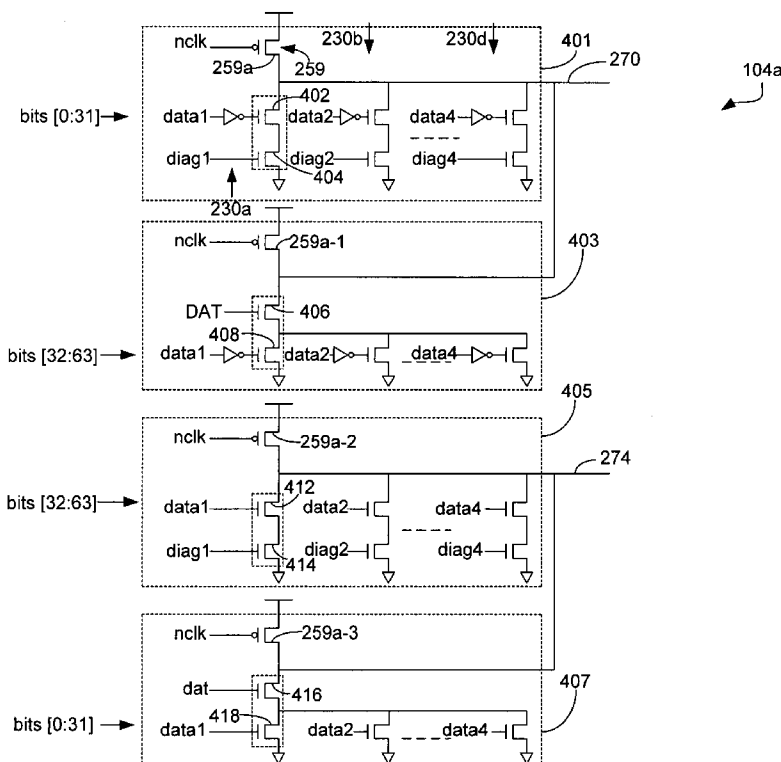 230b 230d
nclk 401
259a 259 270
104a
402
bits [0:31] data1 data2 data4
diag1 404 diag2 diag4
230a
nclk 259a-1 403
DAT 406
408
bits [32:63] data1 data2 data4
405
nclk 259a-2
274
412
bits [32:63] data1 data2 data4
diag1 414 diag2 diag4
nclk 259a-3
dat 416 407
418
bits [0:31] data1 data2 data4